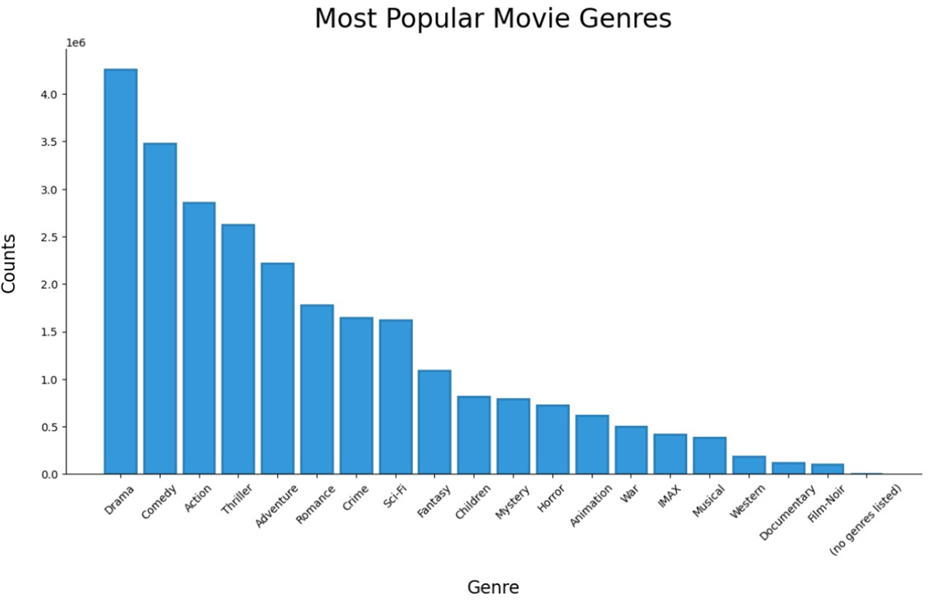 Most Popular Movie Genres
1e6
4.0
3.5
3.0
2.5
2.0
1.5
1.0
0.5
0.0
Counts
Drama
Comedy
Action
Thriller
Adventure
Romance
Crime
Sci-Fi
Fantasy
Children
Mystery
Horror
Animation
War
IMAX
Musical
Western
Documentary
Film-Noir
(no genres listed)
Genre